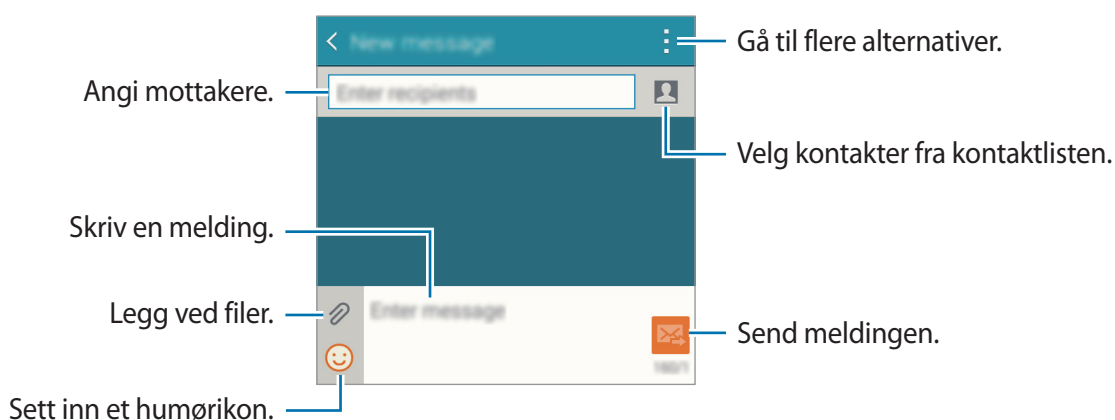 New message
Gå til flere alternativer.
Angi mottakere.
Enter recipients
Velg kontakter fra kontaktlisten.
Skriv en melding.
Legg ved filer.
Enter message
Send meldingen.
160/1
Sett inn et humørikon.